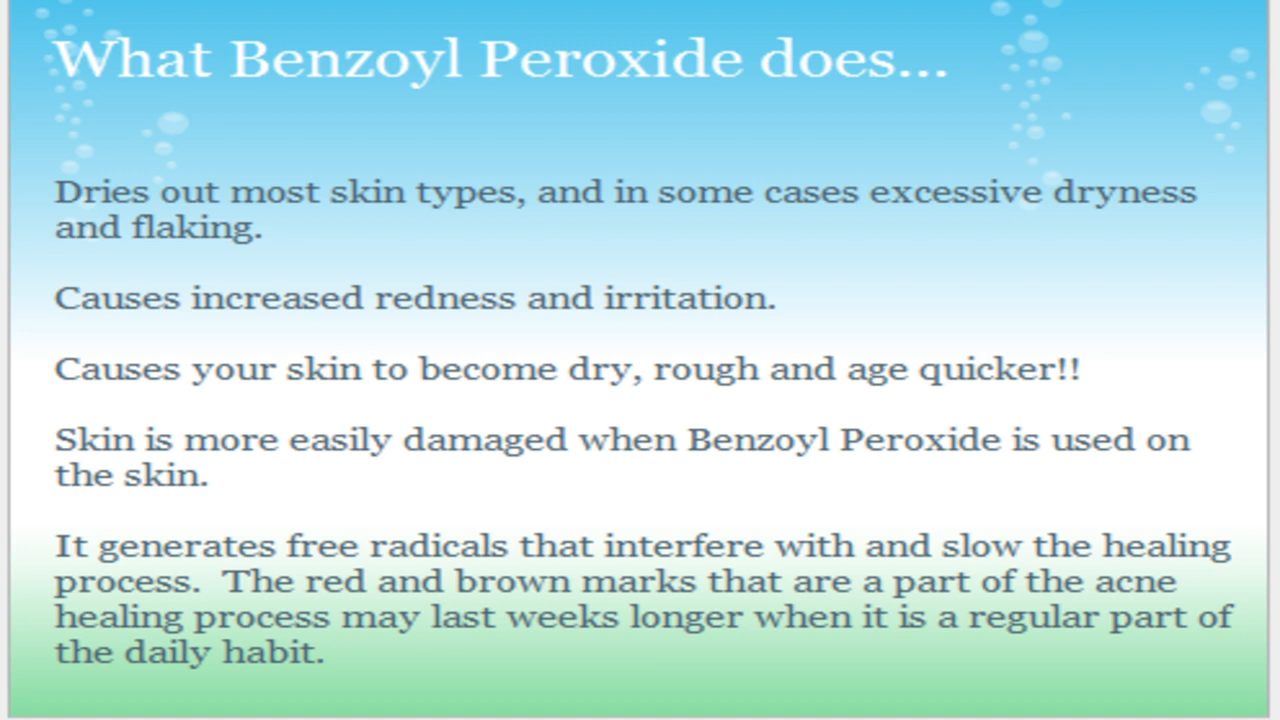 What Benzoyl Peroxide does...
Dries out most skin types, and in some cases excessive dryness
and flaking.
Causes increased redness and irritation.
Causes your skin to become dry, rough and age quicker!!
Skin is more easily damaged when Benzoyl Peroxide is used on
the skin.
It generates free radicals that interfere with and slow the healing
process.  The red and brown marks that are a part of the acne
healing process may last weeks longer when it is a regular part of
the daily habit.